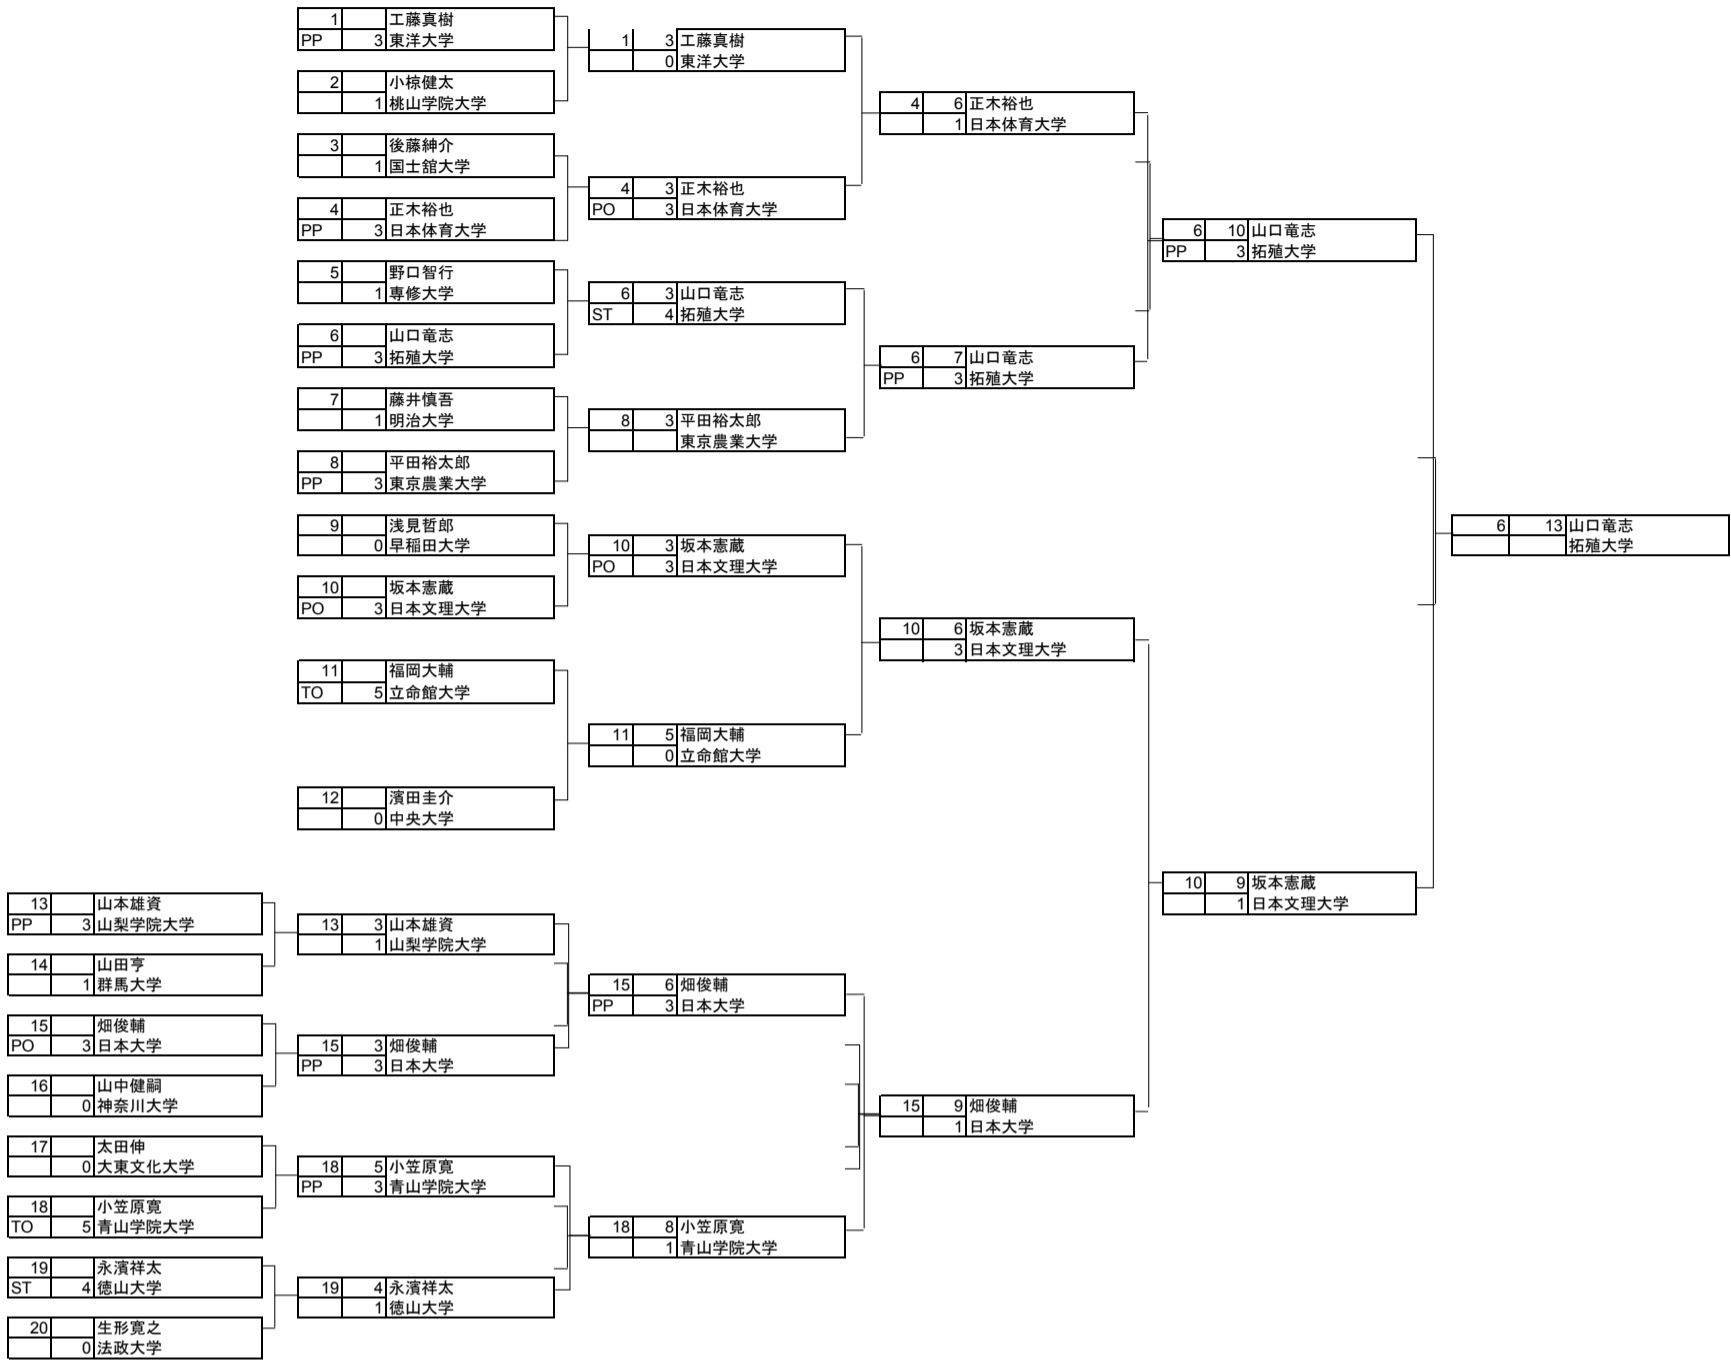 1 工藤真樹
PP 3 東洋大学
2 小椋健太
1 桃山学院大学
3 後藤紳介
1 国士舘大学
4 正木裕也
PP 3 日本体育大学
5 野口智行
1 専修大学
6 山口竜志
PP 3 拓殖大学
7 藤井慎吾
1 明治大学
8 平田裕太郎
PP 3 東京農業大学
9 浅見哲郎
0 早稲田大学
10 坂本憲蔵
PO 3 日本文理大学
11 福岡大輔
TO 5 立命館大学
12 濱田圭介
0 中央大学
13 山本雄資
PP 3 山梨学院大学
14 山田亨
1 群馬大学
15 畑俊輔
PO 3 日本大学
16 山中健嗣
0 神奈川大学
17 太田伸
0 大東文化大学
18 小笠原寛
TO 5 青山学院大学
19 永濱祥太
ST 4 徳山大学
20 生形寛之
0 法政大学
13 3 山本雄資
1 山梨学院大学
15 3 畑俊輔
PP 3 日本大学
18 5 小笠原寛
PP 3 青山学院大学
19 4 永濱祥太
1 徳山大学
1 3 工藤真樹
0 東洋大学
4 3 正木裕也
PO 3 日本体育大学
6 3 山口竜志
ST 4 拓殖大学
8 3 平田裕太郎
東京農業大学
10 3 坂本憲蔵
PO 3 日本文理大学
11 5 福岡大輔
0 立命館大学
15 6 畑俊輔
PP 3 日本大学
18 8 小笠原寛
1 青山学院大学
4 6 正木裕也
1 日本体育大学
6 7 山口竜志
PP 3 拓殖大学
10 6 坂本憲蔵
3 日本文理大学
15 9 畑俊輔
1 日本大学
6 10 山口竜志
PP 3 拓殖大学
10 9 坂本憲蔵
1 日本文理大学
6 13 山口竜志
拓殖大学